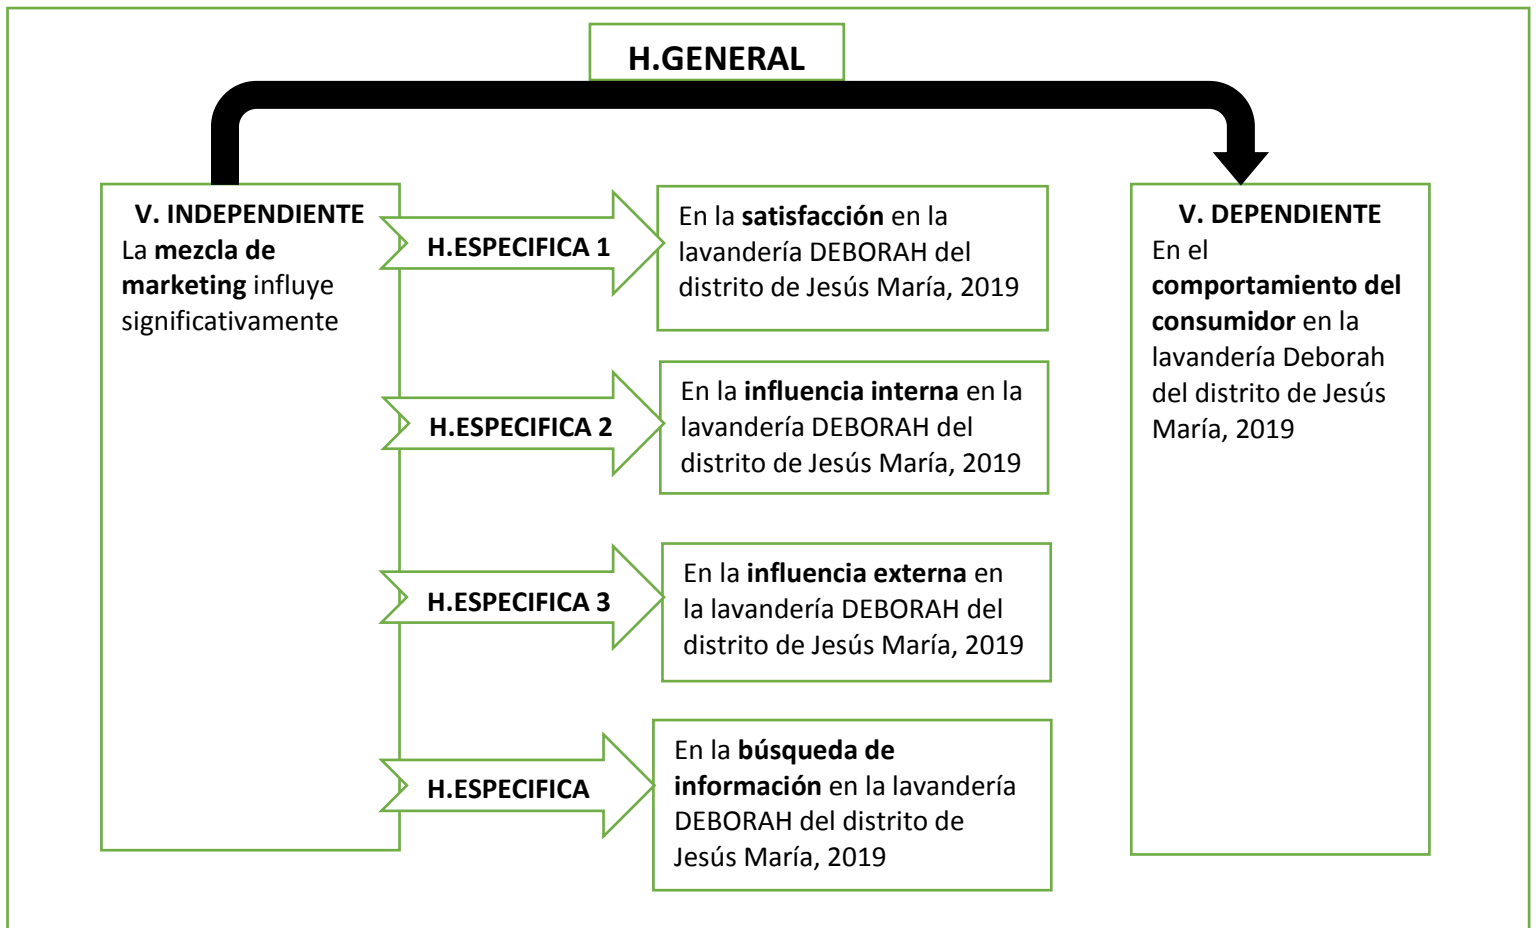 H.GENERAL
V. INDEPENDIENTE
La mezcla de
marketing influye
significativamente
H.ESPECIFICA 1
En la satisfacción en la
lavandería DEBORAH del
distrito de Jesús María, 2019
H.ESPECIFICA 2
En la influencia interna en la
lavandería DEBORAH del
distrito de Jesús María, 2019
H.ESPECIFICA 3
En la influencia externa en
la lavandería DEBORAH del
distrito de Jesús María, 2019
H.ESPECIFICA
En la búsqueda de
información en la lavandería
DEBORAH del distrito de
Jesús María, 2019
V. DEPENDIENTE
En el
comportamiento del
consumidor en la
lavandería Deborah
del distrito de Jesús
María, 2019